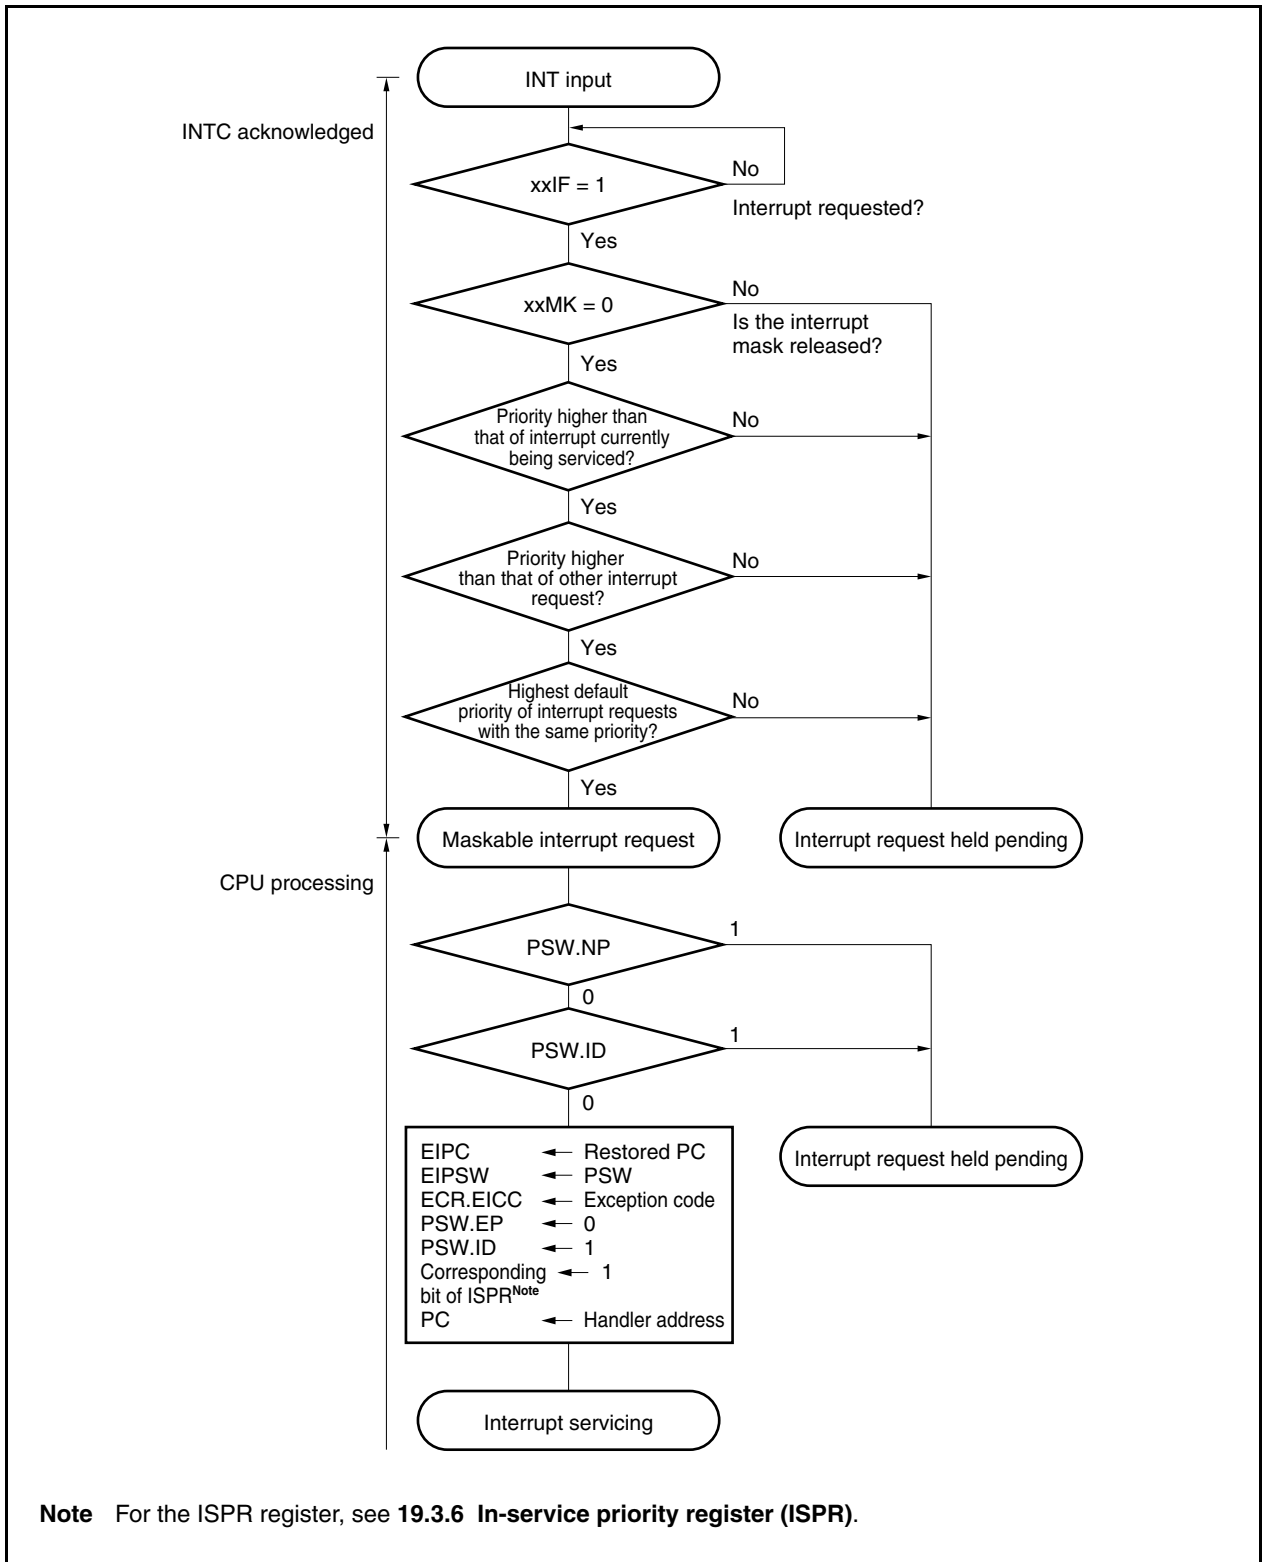 INT input
INTC acknowledged
xxIF = 1
No
Interrupt requested?
Yes
xxMK = 0
No
Is the interrupt
mask released?
Yes
Priority higher than
that of interrupt currently
being serviced?
No
Yes
Priority higher
than that of other interrupt
request?
No
Yes
Highest default
priority of interrupt requests
with the same priority?
No
Yes
Maskable interrupt request
Interrupt request held pending
CPU processing
PSW.NP
1
0
PSW.ID
1
0
EIPC ← Restored PC
EIPSW ← PSW
ECR.EICC ← Exception code
PSW.EP ← 0
PSW.ID ← 1
Corresponding ← 1
bit of ISPRNote
PC ← Handler address
Interrupt request held pending
Interrupt servicing
Note For the ISPR register, see 19.3.6 In-service priority register (ISPR).